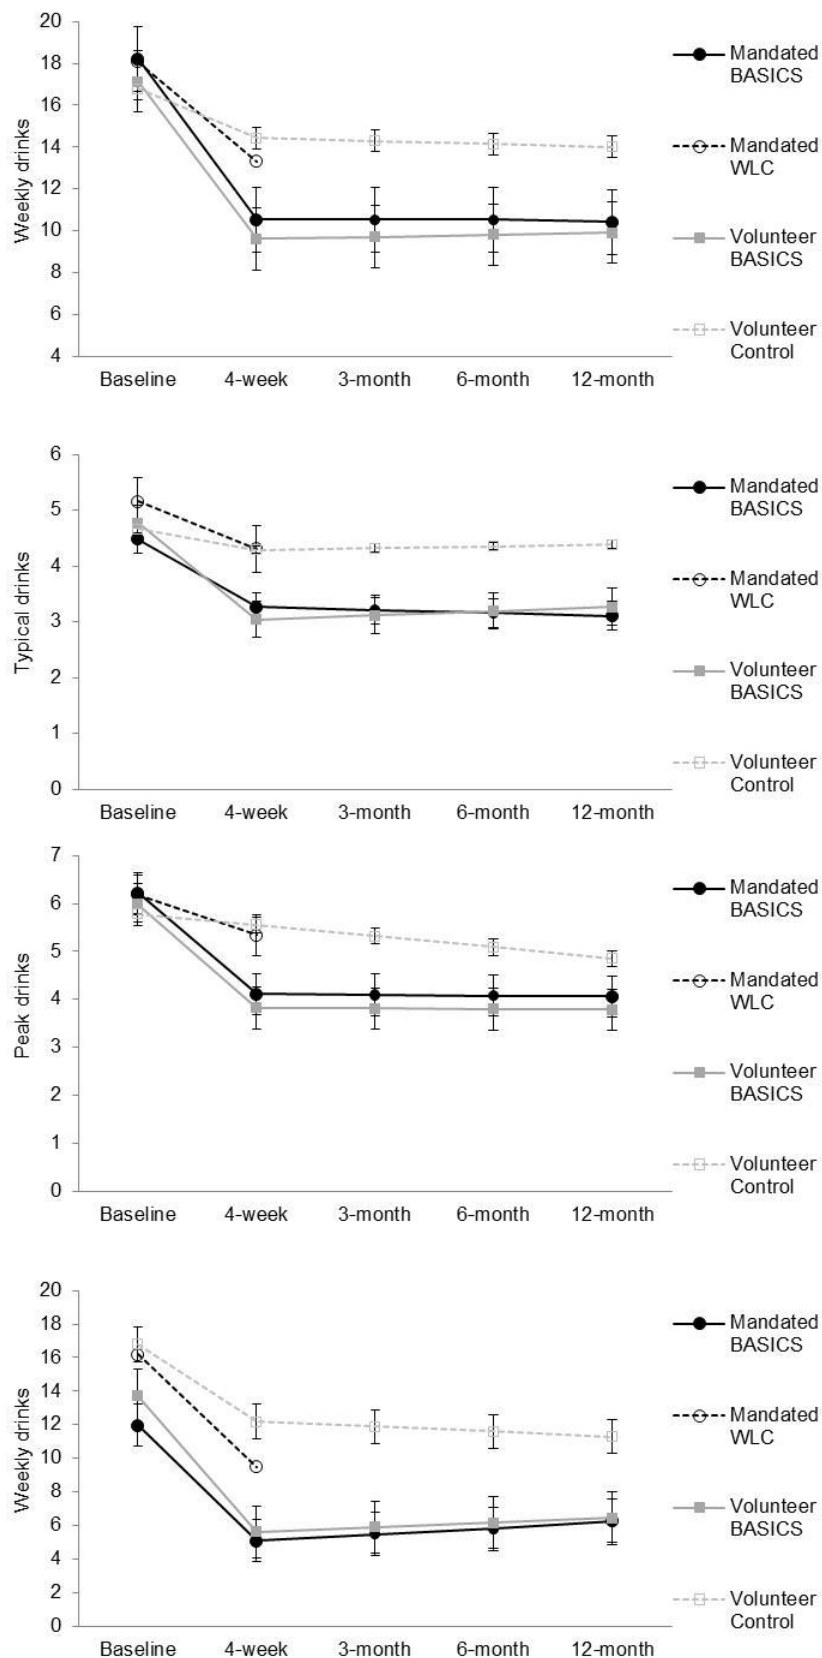 20
18
16
14
12
10
8
6
4
Weekly drinks
Baseline 4-week 3-month 6-month 12-month
Mandated
BASICS
Mandated
WLC
Volunteer
BASICS
Volunteer
Control
6
5
4
3
2
1
0
Typical drinks
Baseline 4-week 3-month 6-month 12-month
Mandated
BASICS
Mandated
WLC
Volunteer
BASICS
Volunteer
Control
7
6
5
4
3
2
1
0
Peak drinks
Baseline 4-week 3-month 6-month 12-month
Mandated
BASICS
Mandated
WLC
Volunteer
BASICS
Volunteer
Control
20
18
16
14
12
10
8
6
4
2
0
Weekly drinks
Baseline 4-week 3-month 6-month 12-month
Mandated
BASICS
Mandated
WLC
Volunteer
BASICS
Volunteer
Control